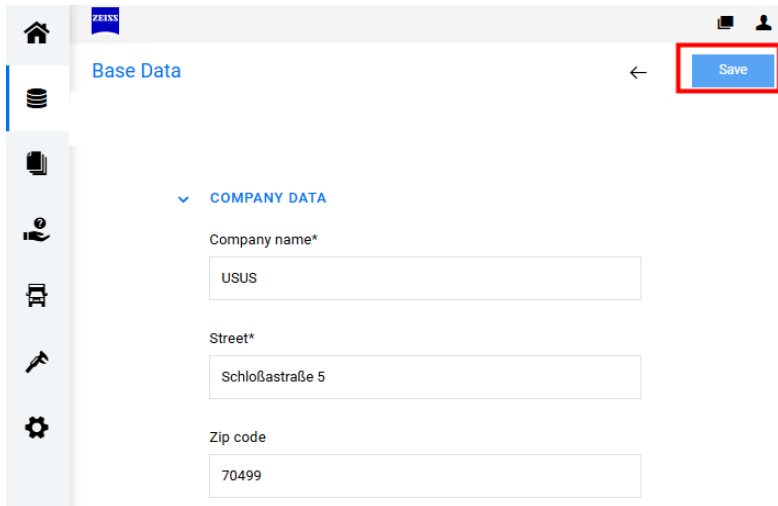 ZEISS
Base Data
Save
COMPANY DATA
Company name*
USUS
Street*
Schloßastraße 5
Zip code
70499